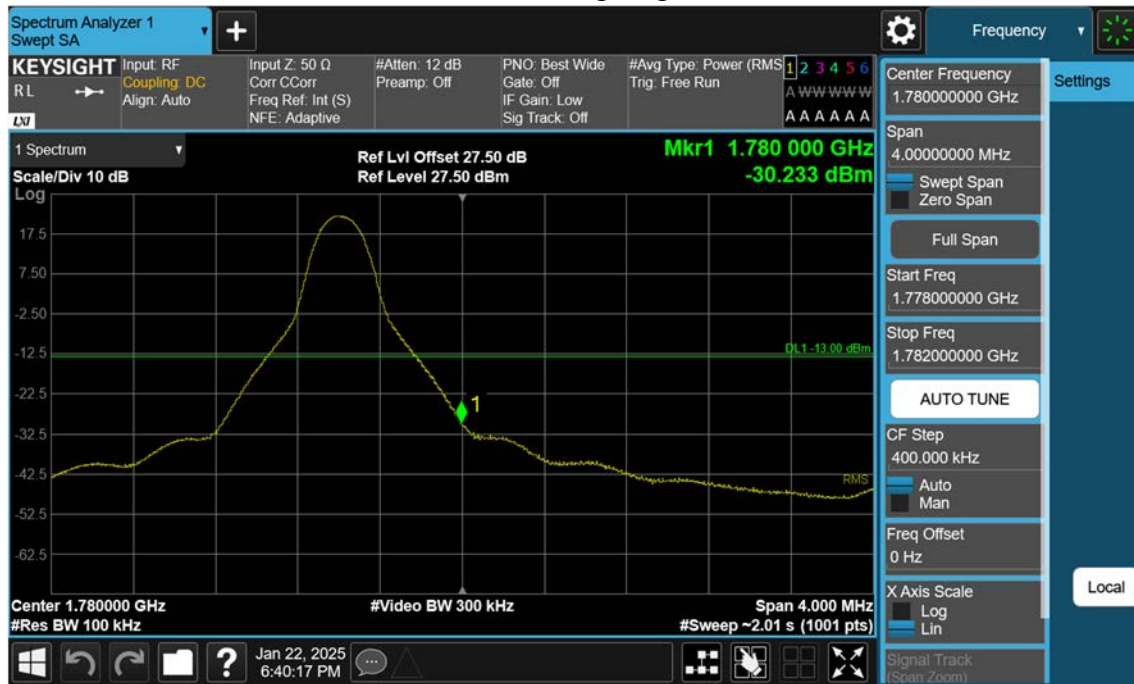 Spectrum Analyzer 1
Swept SA
Frequency
KEYSIGHT
R L
LXI
Input: RF
Coupling: DC
Align: Auto
Input Z: 50 Ω
Corr CCorr
Freq Ref: Int (S)
NFE: Adaptive
#Atten: 12 dB
Preamp: Off
PNO: Best Wide
Gate: Off
IF Gain: Low
Sig Track: Off
#Avg Type: Power (RMS
Trig: Free Run
1 2 3 4 5 6
A W W W W W
A A A A A A
1 Spectrum
Scale/Div 10 dB
Log
Ref Lvl Offset 27.50 dB
Ref Level 27.50 dBm
Mkr1 1.780 000 GHz
-30.233 dBm
17.5
7.50
-2.50
-12.5
-22.5
-32.5
-42.5
-52.5
-62.5
DL1 -13.00 dBm
1
RMS
Center 1.780000 GHz
#Res BW 100 kHz
#Video BW 300 kHz
Span 4.000 MHz
#Sweep ~2.01 s (1001 pts)
Center Frequency
1.780000000 GHz
Settings
Span
4.00000000 MHz
Swept Span
Zero Span
Full Span
Start Freq
1.778000000 GHz
Stop Freq
1.782000000 GHz
AUTO TUNE
CF Step
400.000 kHz
Auto
Man
Freq Offset
0 Hz
X Axis Scale
Log
Lin
Local
Signal Track
(Span Zoom)
?
Jan 22, 2025
6:40:17 PM